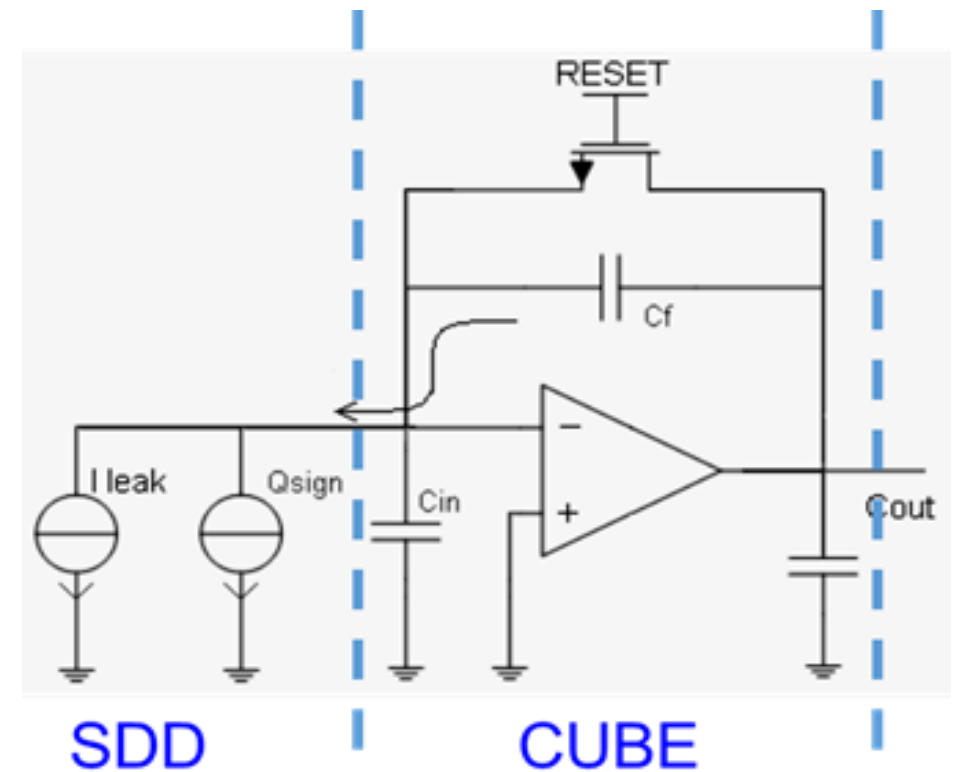 RESET
Cf
I leak
Qsign
Cin
−
+
Cout
SDD
CUBE